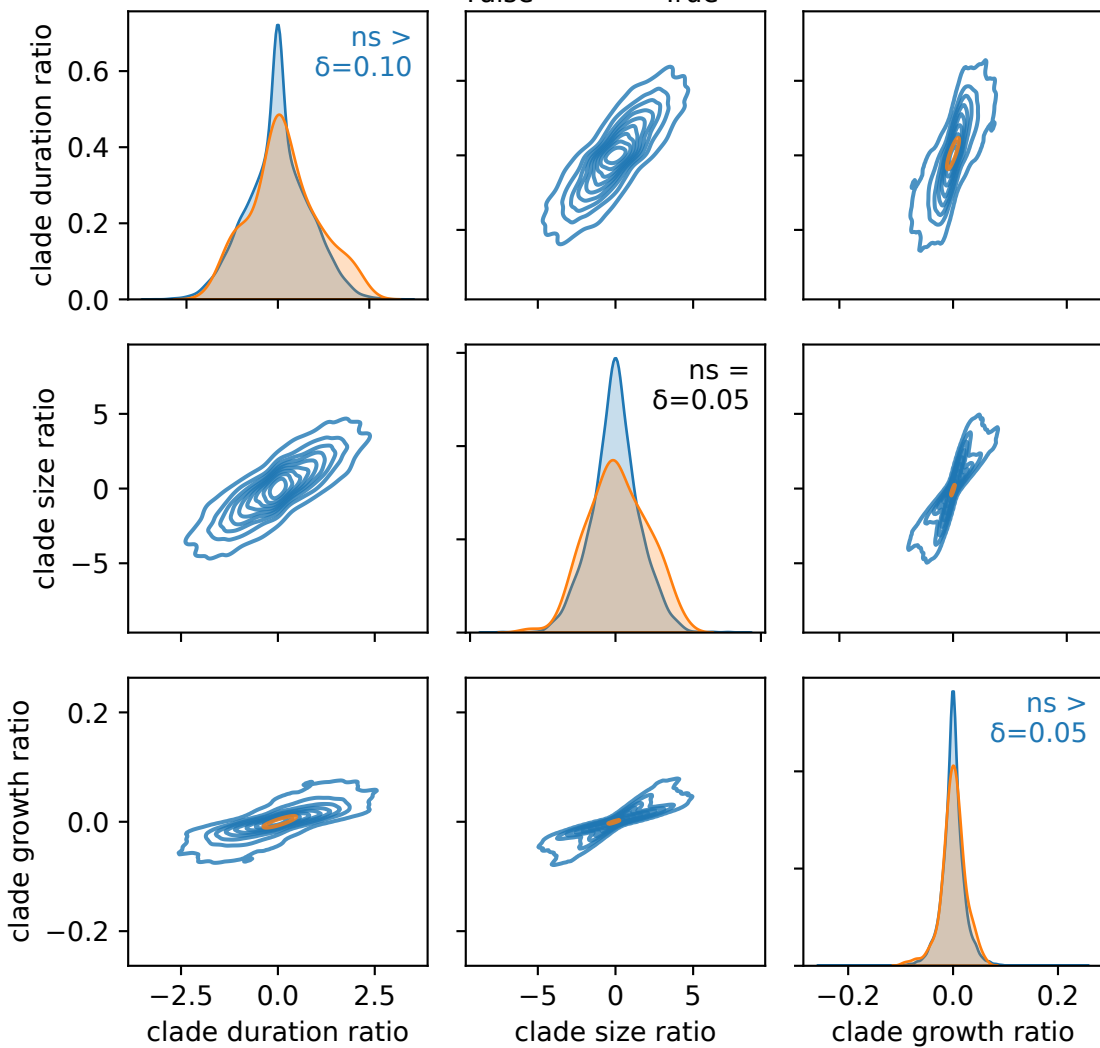 clade duration ratio
0.6
0.4
0.2
0.0
ns >
δ=0.10
clade size ratio
5
0
−5
ns =
δ=0.05
clade growth ratio
0.2
0.0
−0.2
ns >
δ=0.05
−2.5 0.0 2.5
−5 0 5
−0.2 0.0 0.2
clade duration ratio
clade size ratio
clade growth ratio